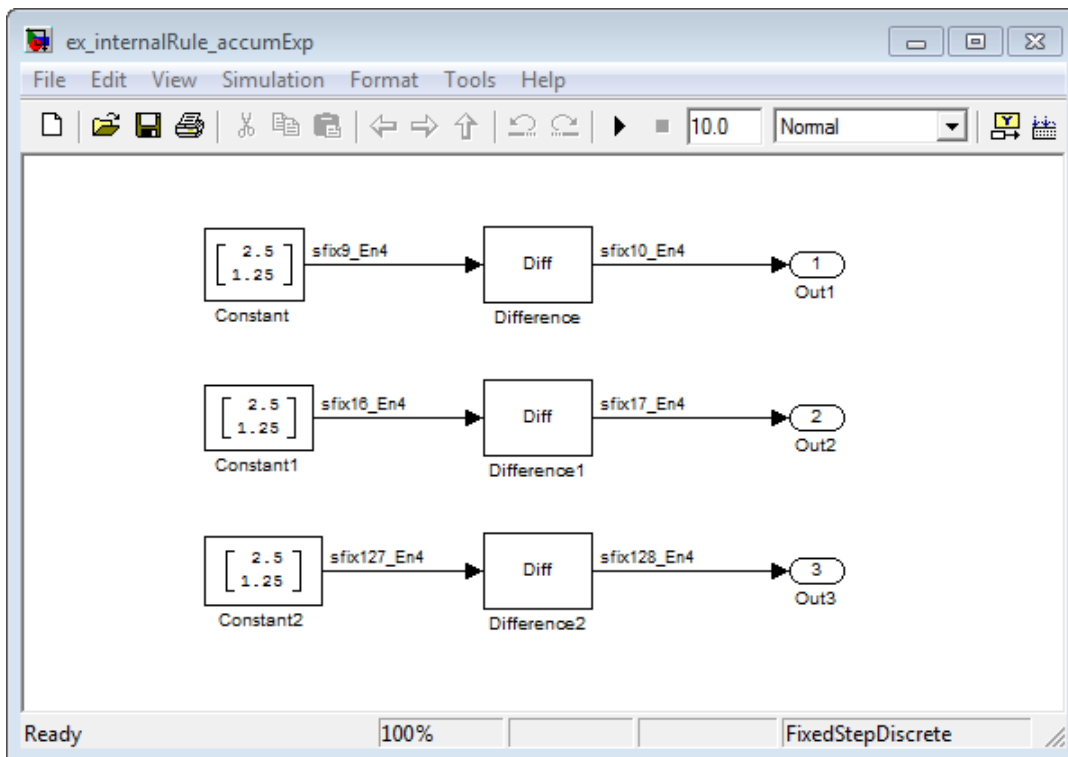 ex_internalRule_accumExp
File Edit View Simulation Format Tools Help
10.0 Normal
2.5
1.25
sfix9_En4
Diff
sfix10_En4
1
Constant
Difference
Out1
2.5
1.25
sfix16_En4
Diff
sfix17_En4
2
Constant1
Difference1
Out2
2.5
1.25
sfix127_En4
Diff
sfix128_En4
3
Constant2
Difference2
Out3
Ready 100% FixedStepDiscrete